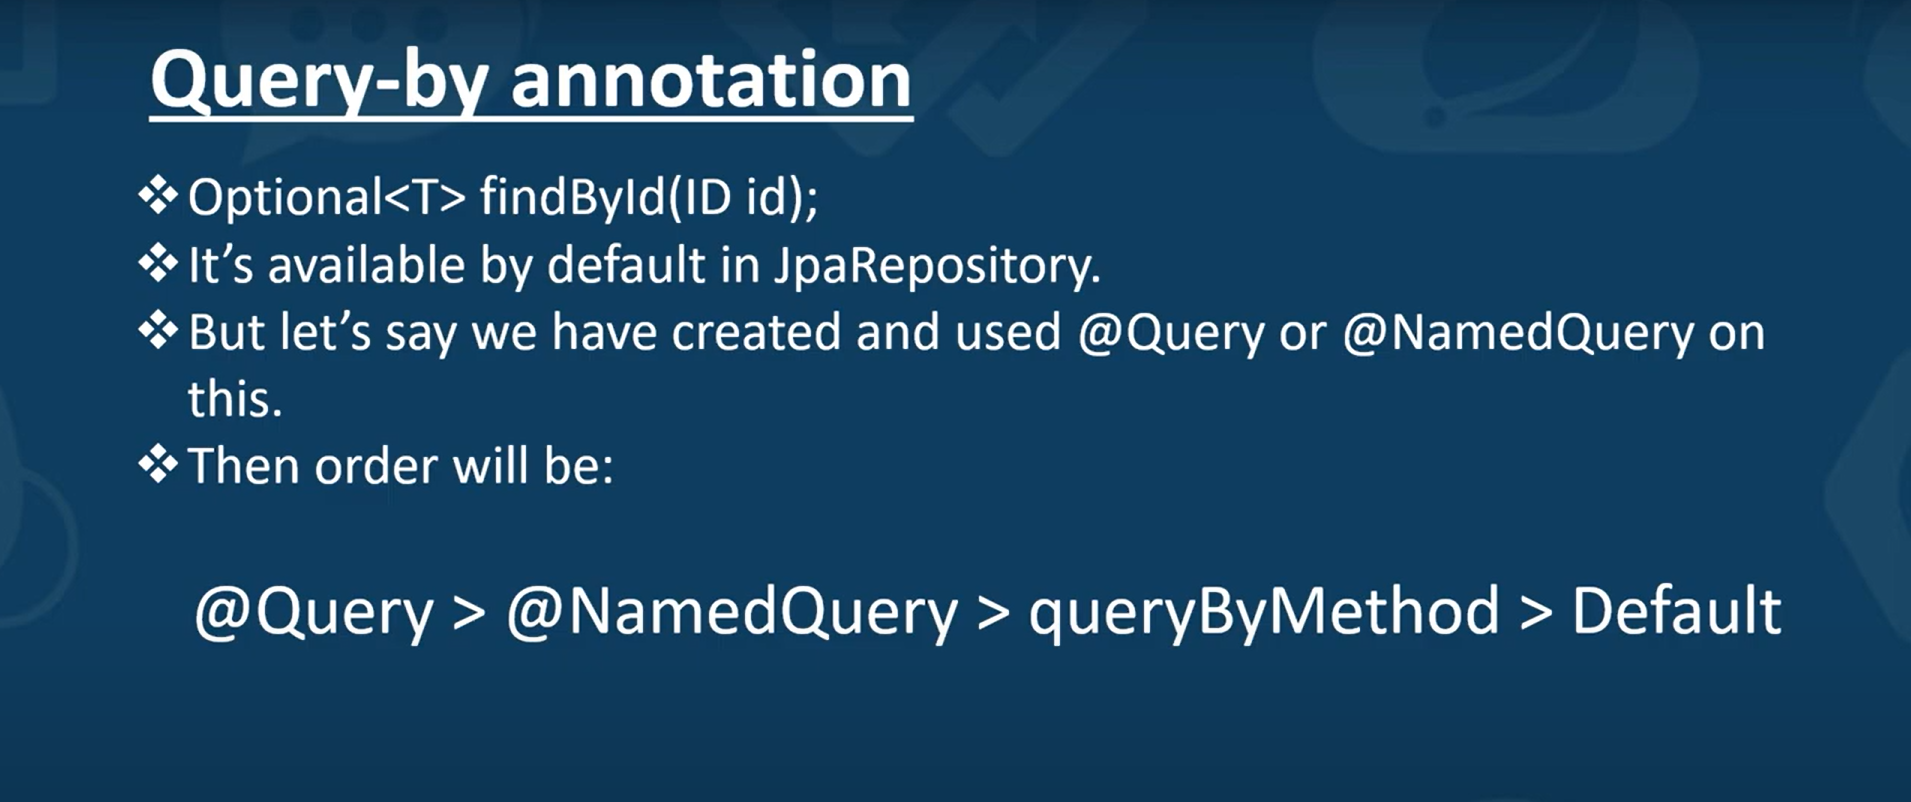 Query-by annotation
❖ Optional<T> findById(ID id);
❖ It’s available by default in JpaRepository.
❖ But let’s say we have created and used @Query or @NamedQuery on
this.
❖ Then order will be:
@Query > @NamedQuery > queryByMethod > Default